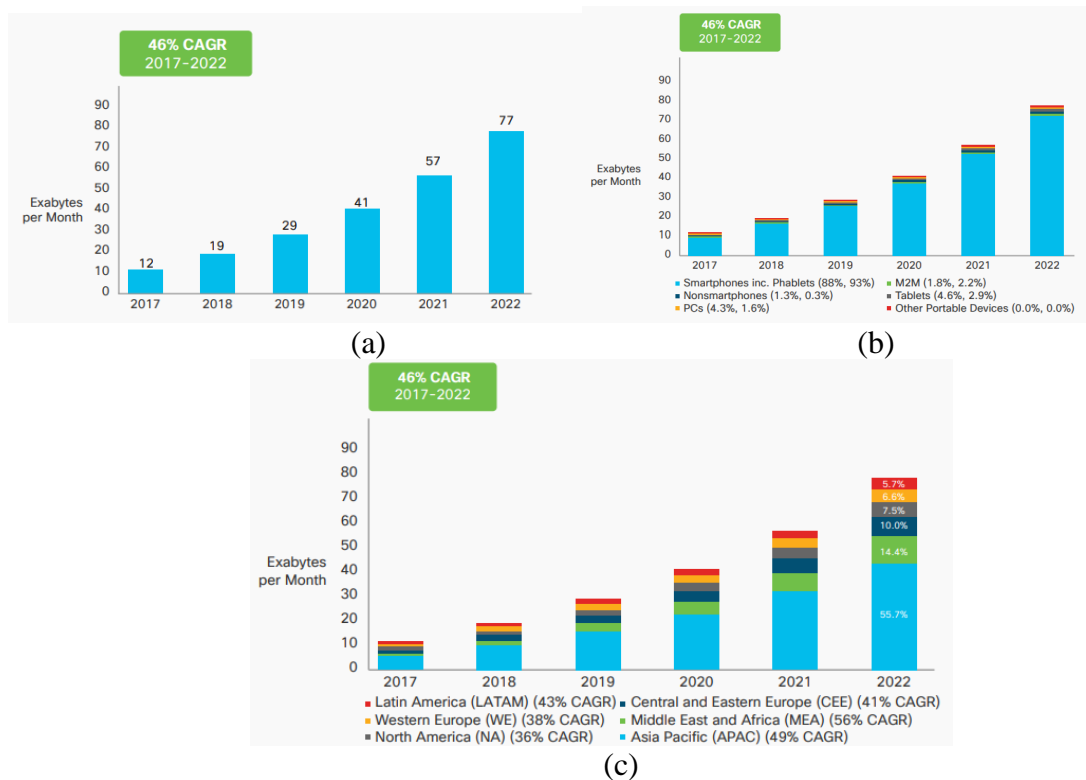 46% CAGR
2017-2022
90
80
70
60
50
40
30
20
10
0
Exabytes
per Month
12
19
29
41
57
77
2017 2018 2019 2020 2021 2022
(a)
46% CAGR
2017-2022
90
80
70
60
50
40
30
20
10
0
Exabytes
per Month
2017 2018 2019 2020 2021 2022
Smartphones inc. Phablets (88%, 93%) M2M (1.8%, 2.2%)
Nonsmartphones (1.3%, 0.3%) Tablets (4.6%, 2.9%)
PCs (4.3%, 1.6%) Other Portable Devices (0.0%, 0.0%)
(b)
46% CAGR
2017-2022
90
80
70
60
50
40
30
20
10
0
Exabytes
per Month
5.7%
6.6%
7.5%
10.0%
14.4%
55.7%
2017 2018 2019 2020 2021 2022
Latin America (LATAM) (43% CAGR) Central and Eastern Europe (CEE) (41% CAGR)
Western Europe (WE) (38% CAGR) Middle East and Africa (MEA) (56% CAGR)
North America (NA) (36% CAGR) Asia Pacific (APAC) (49% CAGR)
(c)